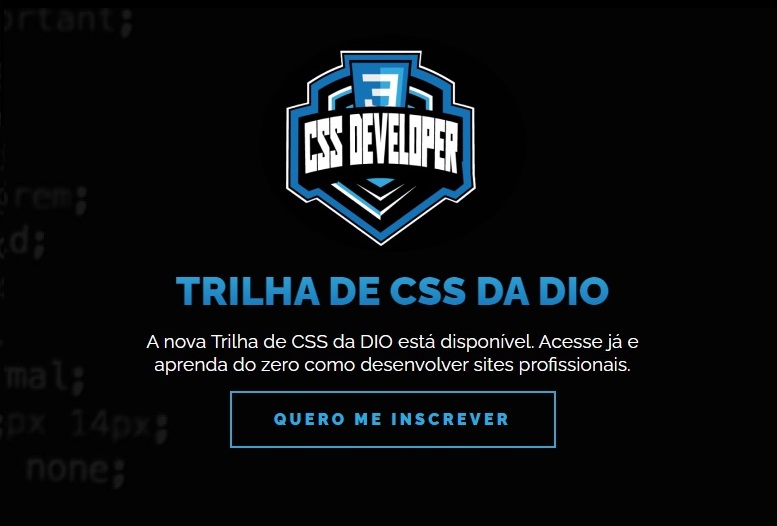 ortant;
3
CSS DEVELOPER
rem;
d;
TRILHA DE CSS DA DIO
A nova Trilha de CSS da DIO está disponível. Acesse já e
aprenda do zero como desenvolver sites profissionais.
mal;
px 14px;
QUERO ME INSCREVER
none;